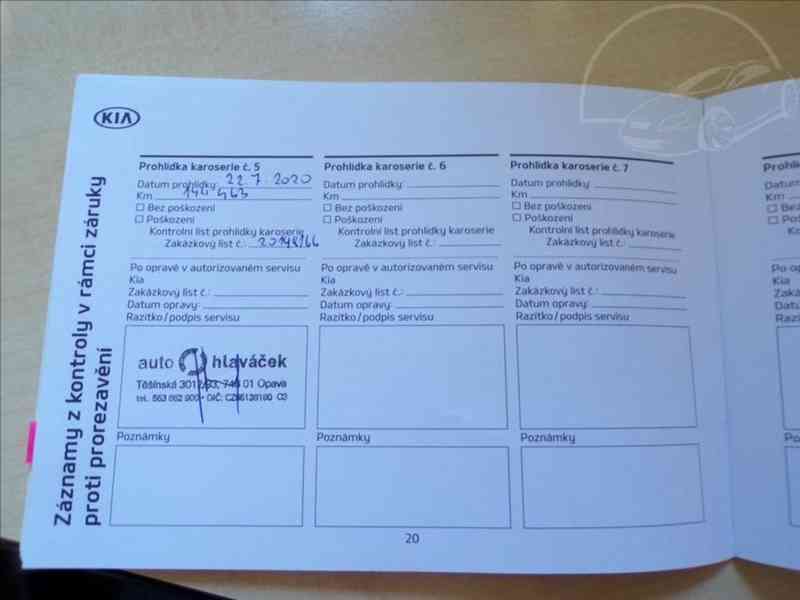 KIA
Záznamy z kontroly v rámci záruky
proti prorezavění
Prohlídka karoserie č. 5
Datum prohlídky: 22.7.2020
Km 144 463
Bez poškození
Poškození
Kontrolní list prohlídky karoserie
Zakázkový list č.:
Po opravě v autorizovaném servisu
Kia
Zakázkový list č.:
Datum opravy:
Razítko/podpis servisu
auto hlaváček
Těšínská 01 Opava
tel.
Poznámky
Prohlídka karoserie č. 6
Datum prohlídky:
Km
Bez poškození
Poškození
Kontrolní list prohlídky karoserie
Zakázkový list č.:
Po opravě v autorizovaném servisu
Kia
Zakázkový list č.:
Datum opravy:
Razítko/podpis servisu
Poznámky
Prohlídka karoserie č. 7
Datum prohlídky:
Km
Bez poškození
Poškození
Kontrolní list prohlídky karoserie
Zakázkový list č.:
Po opravě v autorizovaném servisu
Kia
Zakázkový list č.:
Datum opravy:
Razítko/podpis servisu
Poznámky
20